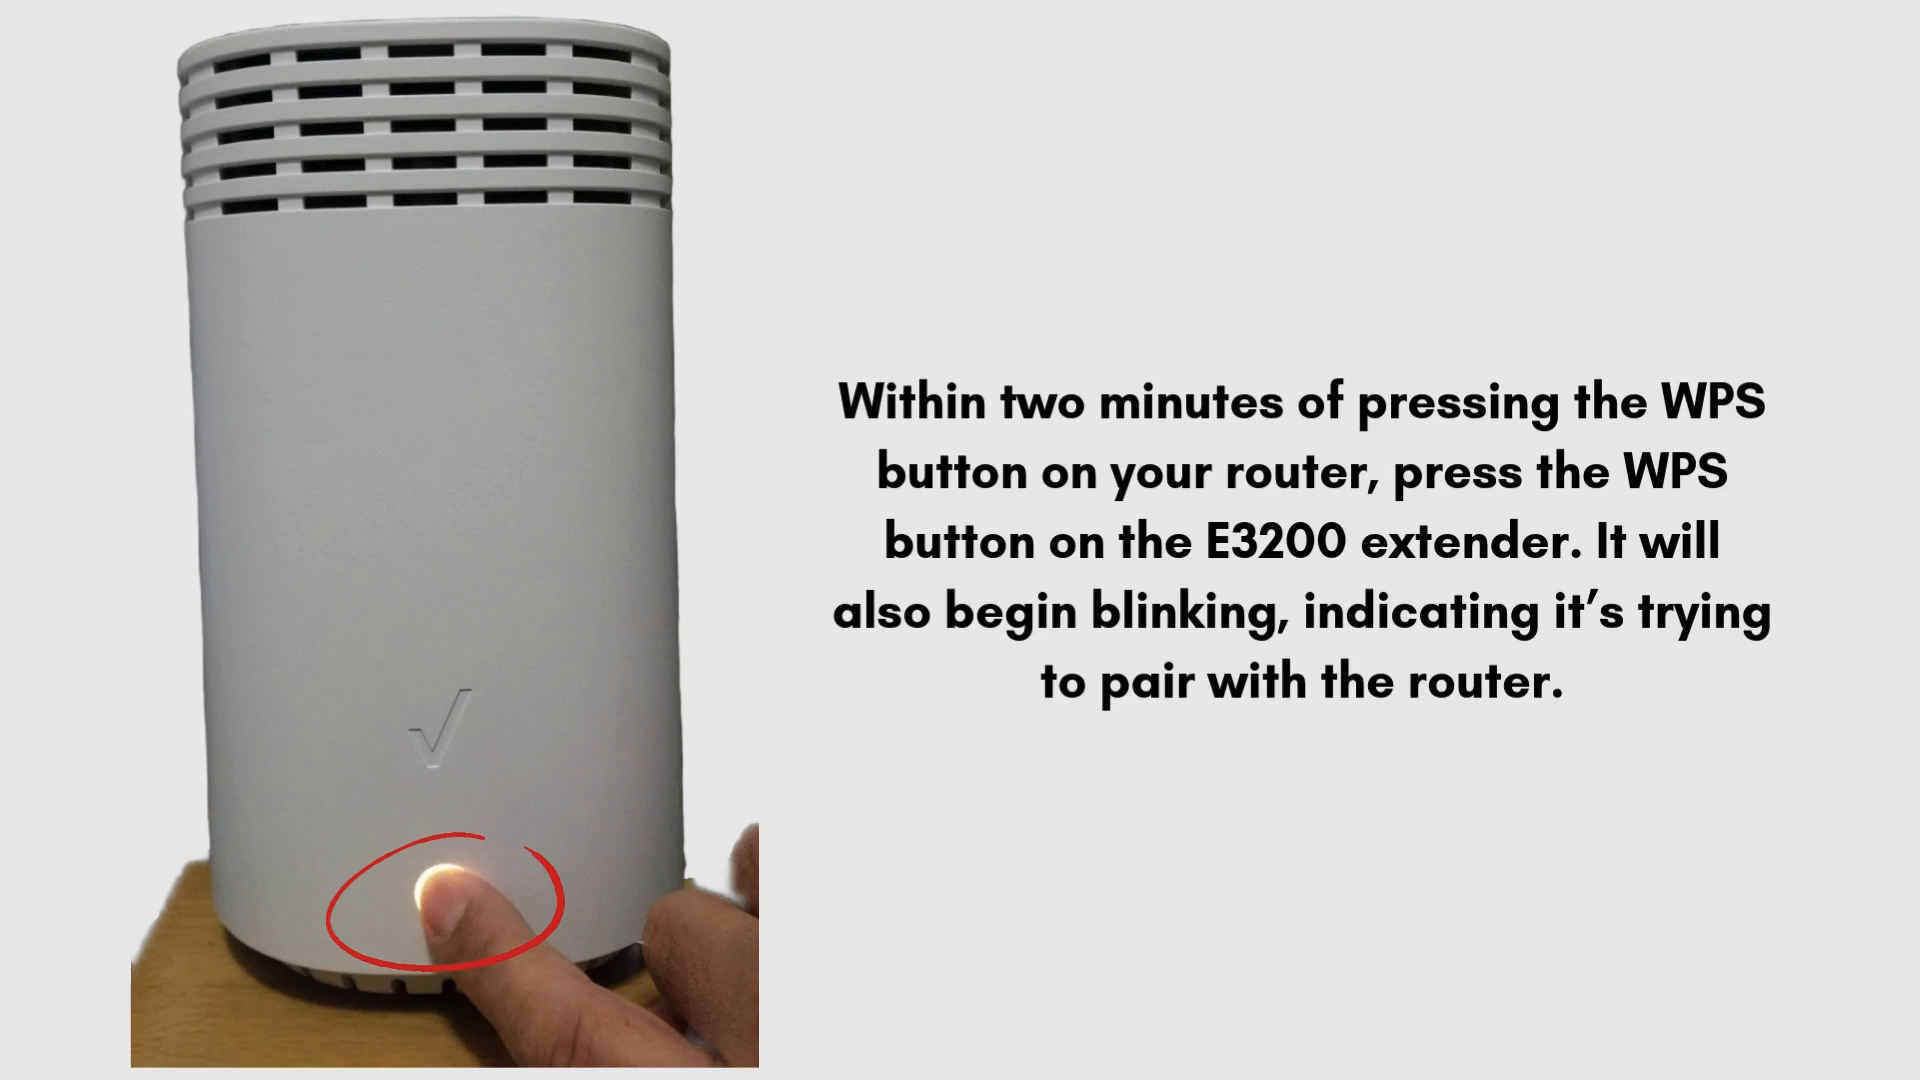 Within two minutes of pressing the WPS
button on your router, press the WPS
button on the E3200 extender. It will
also begin blinking, indicating it’s trying
to pair with the router.